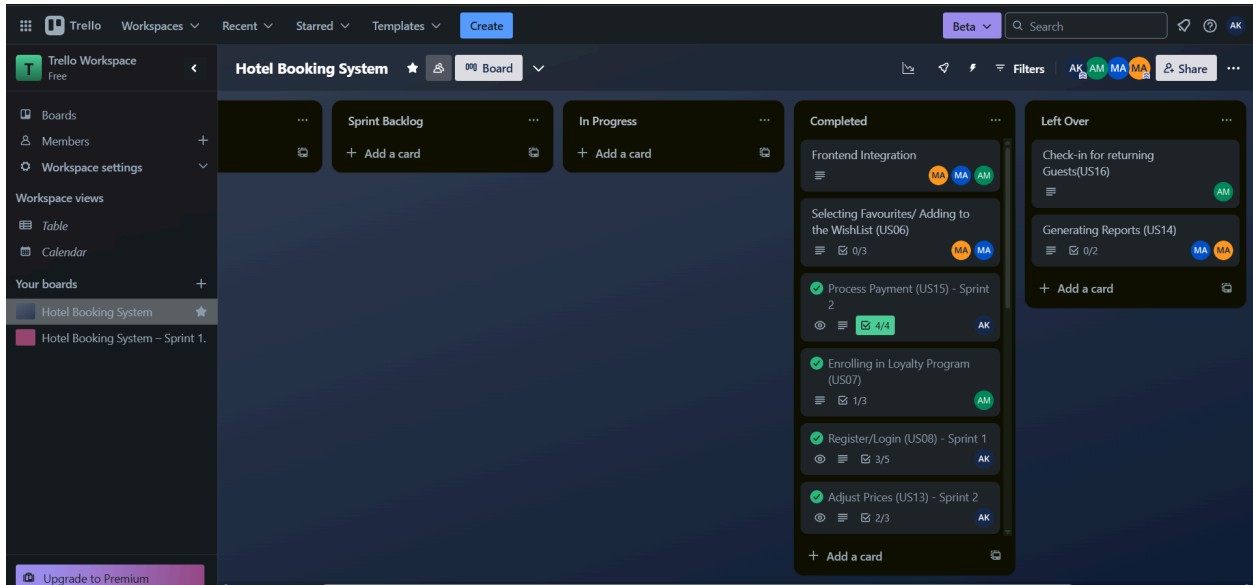 Trello
Workspaces
Recent
Starred
Templates
Create
Beta
Search
AK
T
Trello Workspace
Free
Hotel Booking System
Board
Filters
AK
AM
MA
MA
Share
Boards
Members
Workspace settings
Workspace views
Table
Calendar
Your boards
Hotel Booking System
Hotel Booking System – Sprint 1.
Upgrade to Premium
Sprint Backlog
+ Add a card
In Progress
+ Add a card
Completed
Frontend Integration
MA MA AM
Selecting Favourites/ Adding to
the WishList (US06)
0/3
MA MA
Process Payment (US15) - Sprint
2
4/4
AK
Enrolling in Loyalty Program
(US07)
1/3
AM
Register/Login (US08) - Sprint 1
3/5
AK
Adjust Prices (US13) - Sprint 2
2/3
AK
+ Add a card
Left Over
Check-in for returning
Guests(US16)
AM
Generating Reports (US14)
0/2
MA MA
+ Add a card